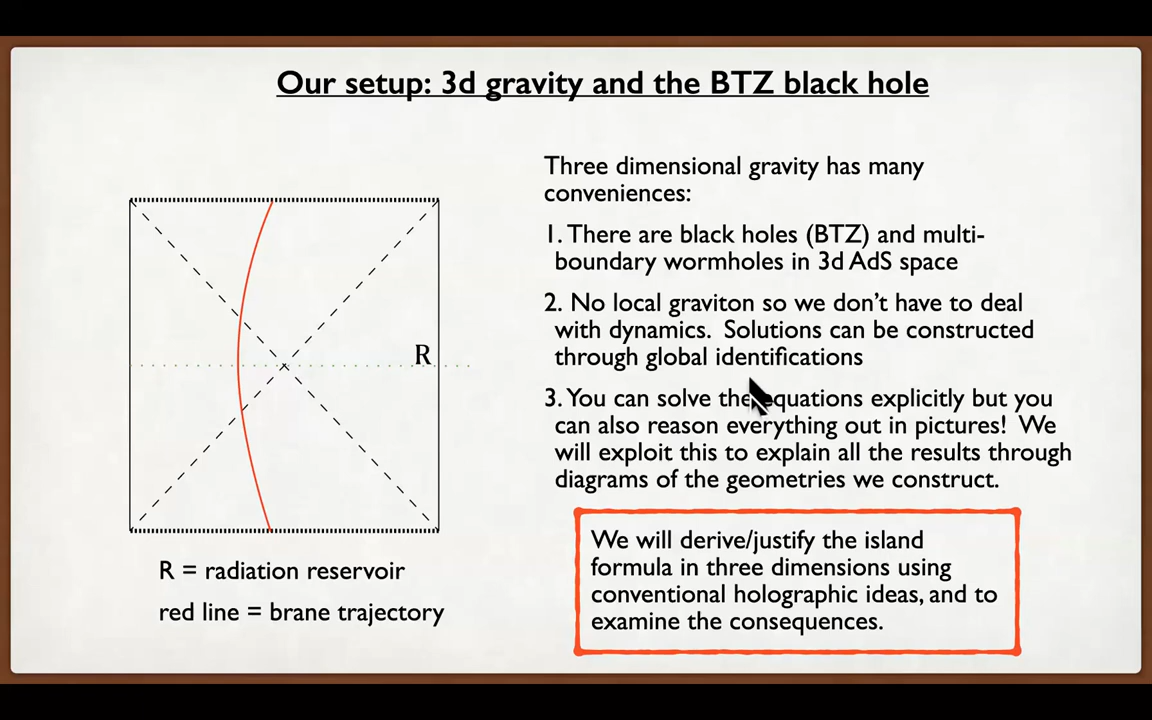 Our setup: 3d gravity and the BTZ black hole
Three dimensional gravity has many
conveniences:
1. There are black holes (BTZ) and multi-
boundary wormholes in 3d AdS space
2. No local graviton so we don't have to deal
with dynamics. Solutions can be constructed
through global identifications
3. You can solve the equations explicitly but you
can also reason everything out in pictures! We
will exploit this to explain all the results through
diagrams of the geometries we construct.
We will derive/justify the island
formula in three dimensions using
conventional holographic ideas, and to
examine the consequences.
R
R = radiation reservoir
red line = brane trajectory